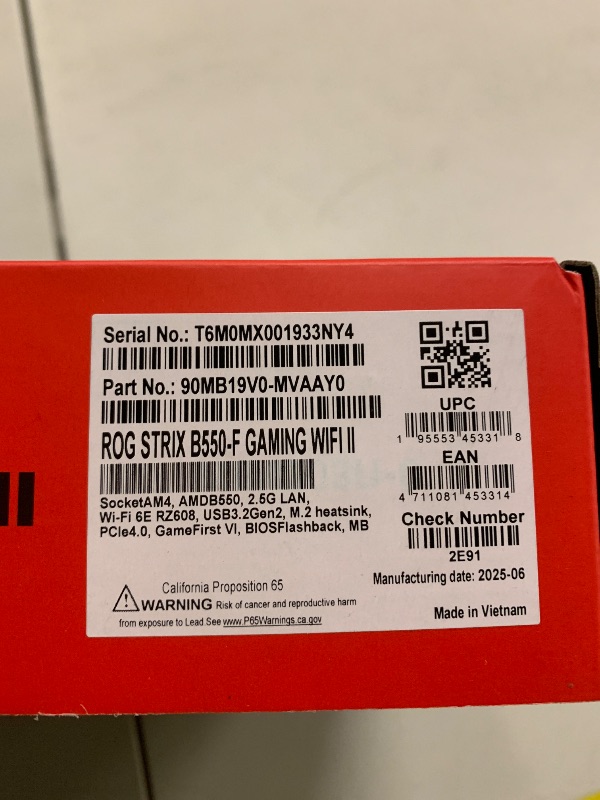 II
Serial No.: T6M0MX001933NY4
Part No.: 90MB19V0-MVAAY0
ROG STRIX B550-F GAMING WIFI II
SocketAM4, AMDB550, 2.5G LAN,
Wi-Fi 6E RZ608, USB3.2Gen2, M.2 heatsink,
PCIe4.0, GameFirst VI, BIOSFlashback, MB
California Proposition 65
WARNING Risk of cancer and reproductive harm
from exposure to Lead.See www.P65Warnings.ca.gov
UPC
1 95553 45331 8
EAN
4 711081 453314
Check Number
2E91
Manufacturing date: 2025-06
Made in Vietnam